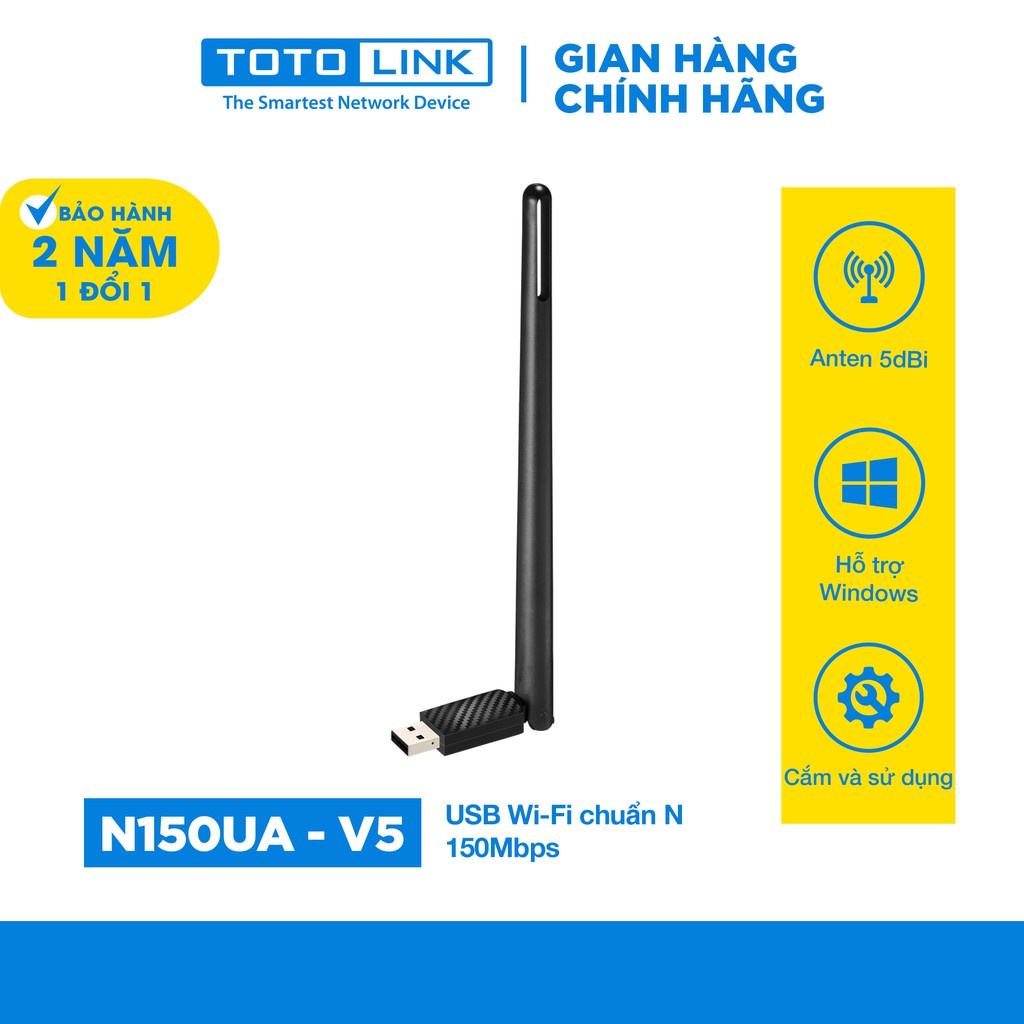 TOTO LINK
The Smartest Network Device
GIAN HÀNG
CHÍNH HÃNG
BẢO HÀNH
2 NĂM
1 ĐỔI 1
Anten 5dBi
Hỗ trợ
Windows
Cắm và sử dụng
N150UA - V5
USB Wi-Fi chuẩn N
150Mbps